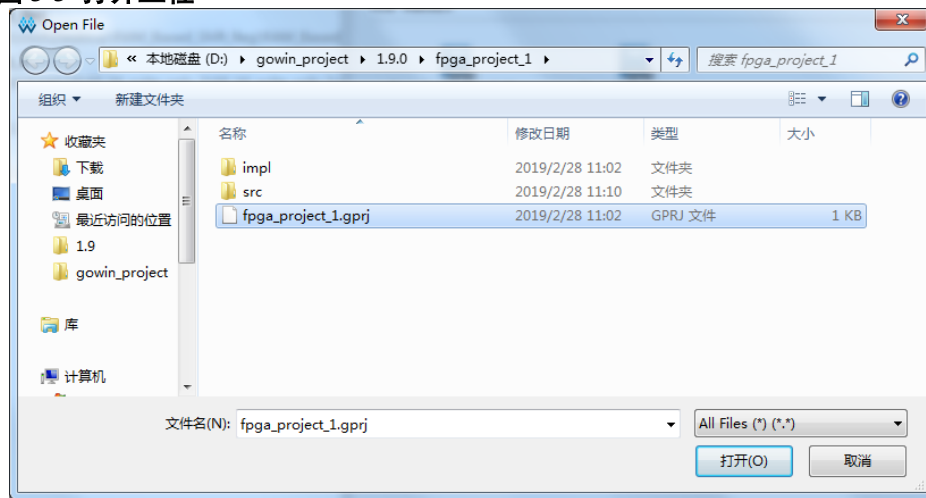 Open File
« 本地磁盘 (D:) ▸ gowin_project ▸ 1.9.0 ▸ fpga_project_1 ▸
搜索 fpga_project_1
组织 ▼ 新建文件夹
收藏夹
下载
桌面
最近访问的位置
1.9
gowin_project
库
计算机
名称 修改日期 类型 大小
impl 2019/2/28 11:02 文件夹
src 2019/2/28 11:10 文件夹
fpga_project_1.gprj 2019/2/28 11:02 GPRJ 文件 1 KB
文件名(N): fpga_project_1.gprj
All Files (*) (*.*)
打开(O) 取消